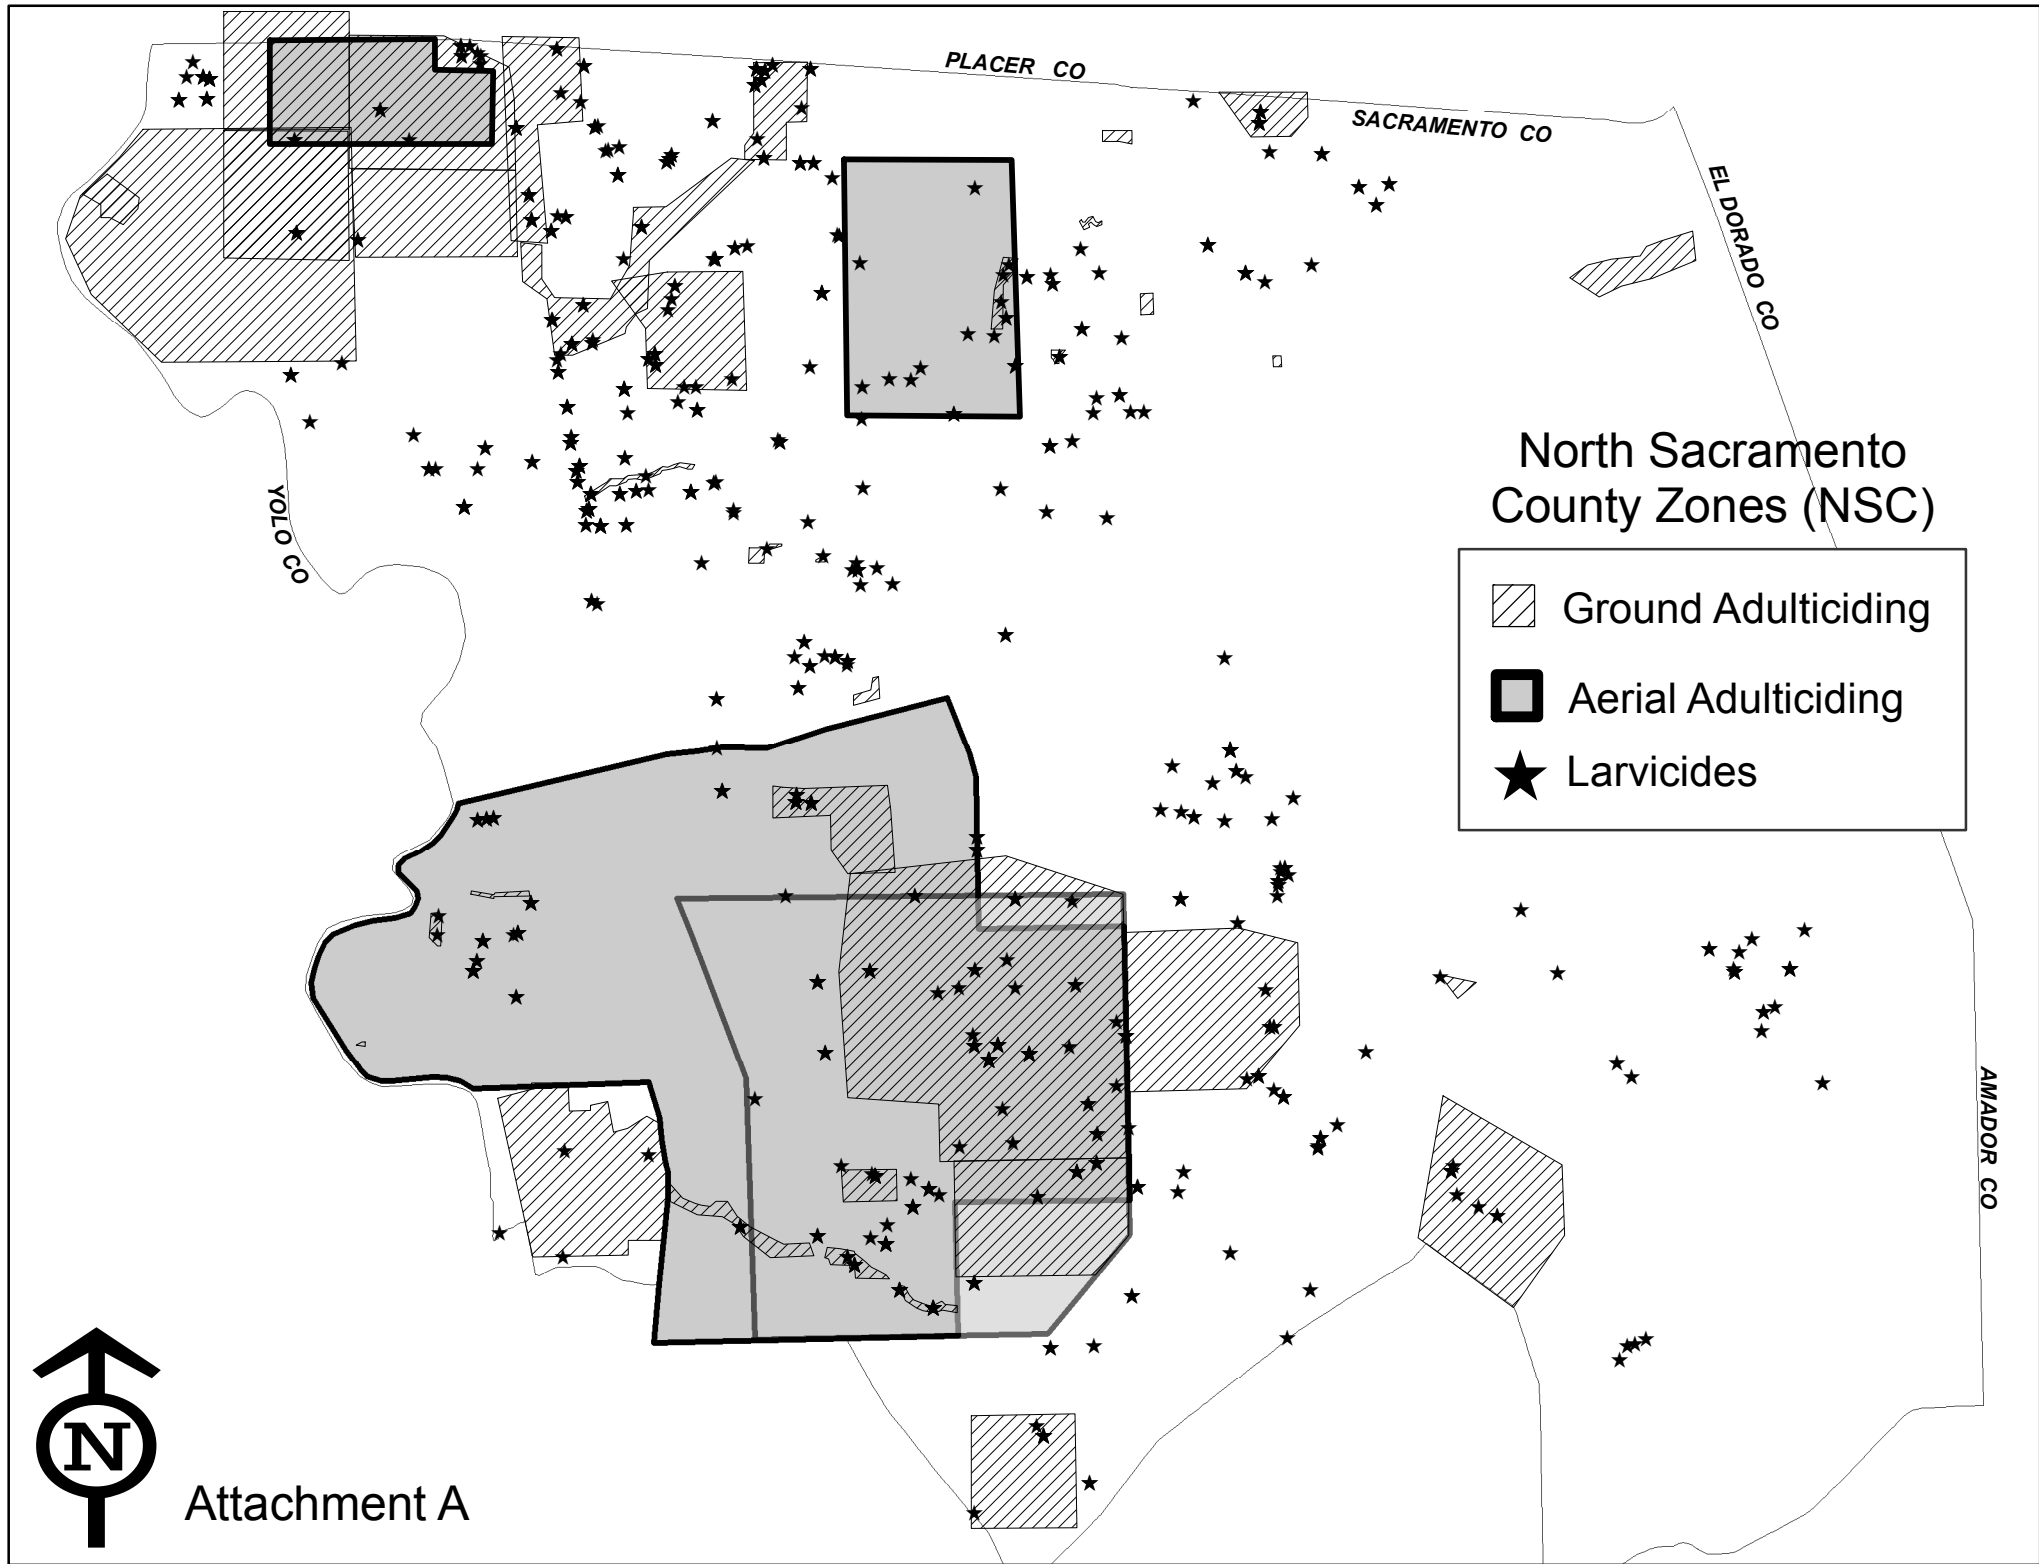 PLACER CO
SACRAMENTO CO
EL DORADO CO
North Sacramento
County Zones (NSC)
YOLO CO
Ground Adulticiding
Aerial Adulticiding
Larvicides
AMADOR CO
N
Attachment A